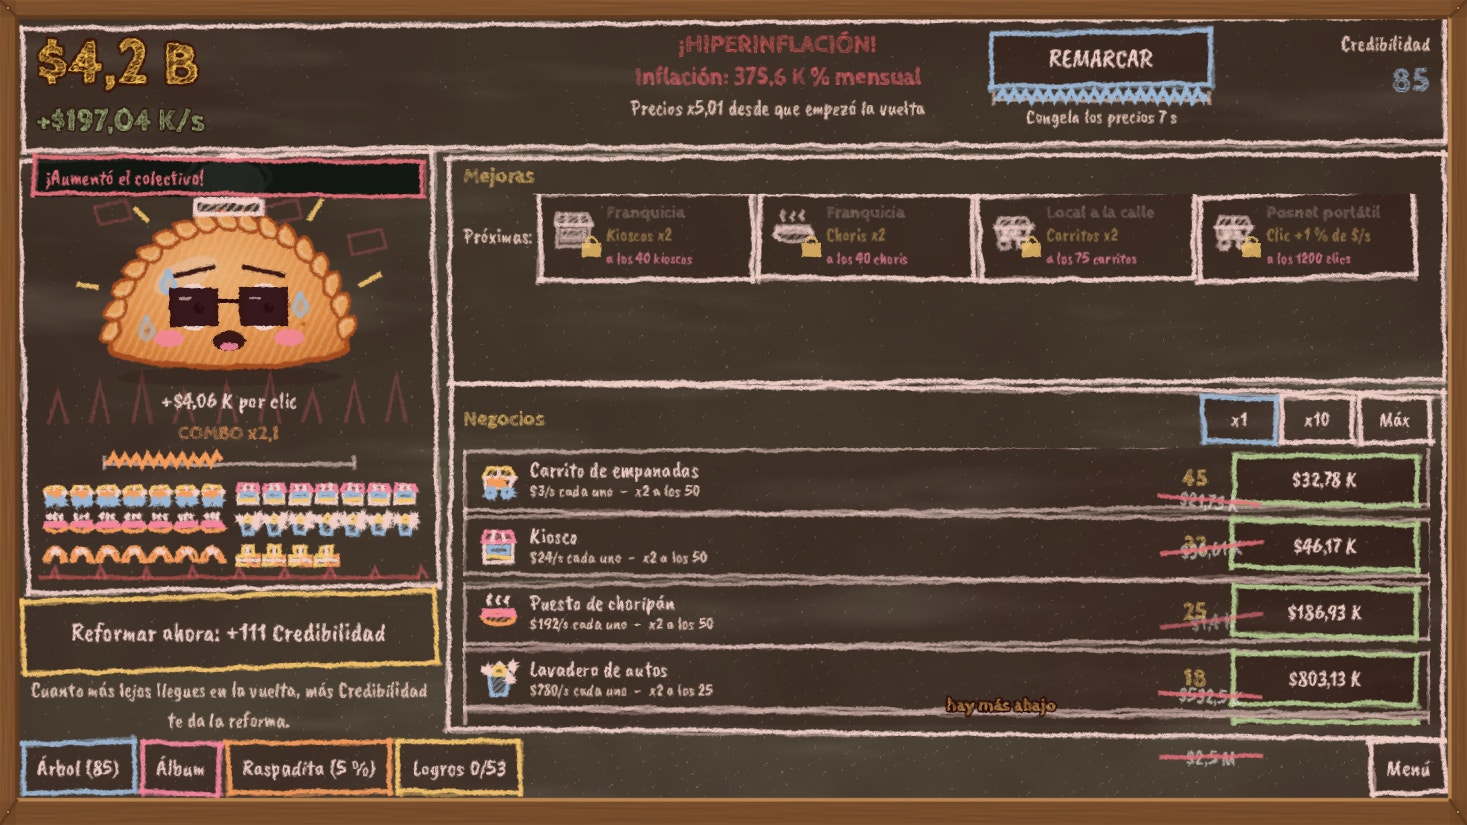 $4,2 B
+$197,04 K/s
¡HIPERINFLACIÓN!
Inflación: 375,6 K % mensual
Precios x5,01 desde que empezó la vuelta
REMARCAR
Congela los precios 7 s
Credibilidad
85
¡Aumentó el colectivo!
+$4,06 K por clic
COMBO x2,1
Reformar ahora: +111 Credibilidad
Cuanto más lejos llegues en la vuelta, más Credibilidad
te da la reforma.
Mejoras
Próximas:
Franquicia
Kioscos x2
a los 40 kioscos
Franquicia
Choris x2
a los 40 choris
Local a la calle
Carritos x2
a los 75 carritos
Posnet portátil
Clic +1 % de $/s
a los 1200 clics
Negocios
x1
x10
Máx
Carrito de empanadas
$3/s cada uno – x2 a los 50
45
$32,78 K
Kiosco
$24/s cada uno – x2 a los 50
$46,17 K
Puesto de choripán
$192/s cada uno – x2 a los 50
25
$186,93 K
Lavadero de autos
$780/s cada uno – x2 a los 25
18
$803,13 K
hay más abajo
$2,5 M
Árbol (85)
Álbum
Raspadita (5 %)
Logros 0/53
Menú